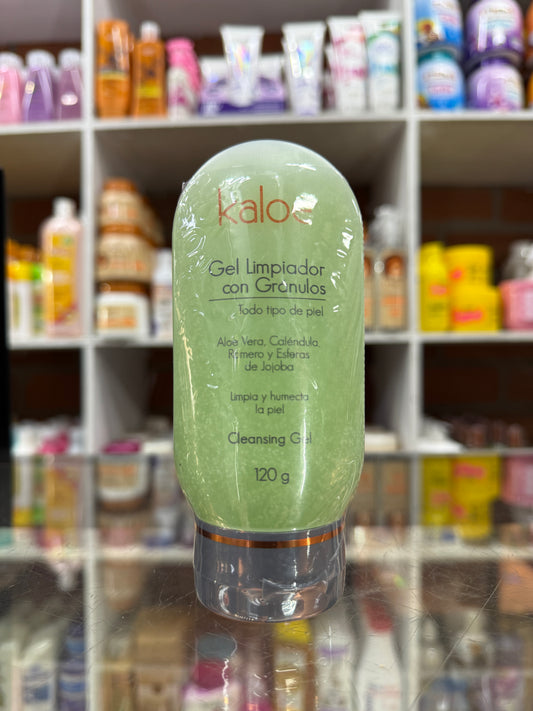 kaloe
Gel Limpiador
con Gránulos
Todo tipo de piel
Aloe Vera, Caléndula,
Romero y Esferas
de Jojoba
Limpia y humecta
la piel
Cleansing Gel
120 g